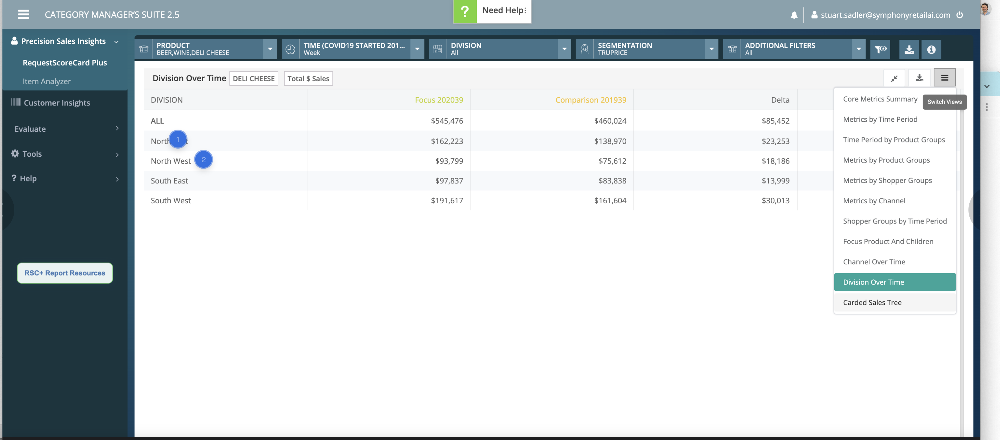 CATEGORY MANAGER'S SUITE 2.5
? Need Help
stuart.sadler@symphonyretailai.com
Precision Sales Insights
RequestScoreCard Plus
Item Analyzer
Customer Insights
Evaluate
Tools
? Help
RSC+ Report Resources
PRODUCT
BEER,WINE,DELI CHEESE
TIME (COVID19 STARTED 201...
Week
DIVISION
All
SEGMENTATION
TRUPRICE
ADDITIONAL FILTERS
All
Division Over Time DELI CHEESE Total $ Sales
DIVISION Focus 202039 Comparison 201939 Delta
ALL $545,476 $460,024 $85,452
1 $162,223 $138,970 $23,253
North West 2 $93,799 $75,612 $18,186
South East $97,837 $83,838 $13,999
South West $191,617 $161,604 $30,013
Core Metrics Summary
Switch Views
Metrics by Time Period
Time Period by Product Groups
Metrics by Product Groups
Metrics by Shopper Groups
Metrics by Channel
Shopper Groups by Time Period
Focus Product And Children
Channel Over Time
Division Over Time
Carded Sales Tree